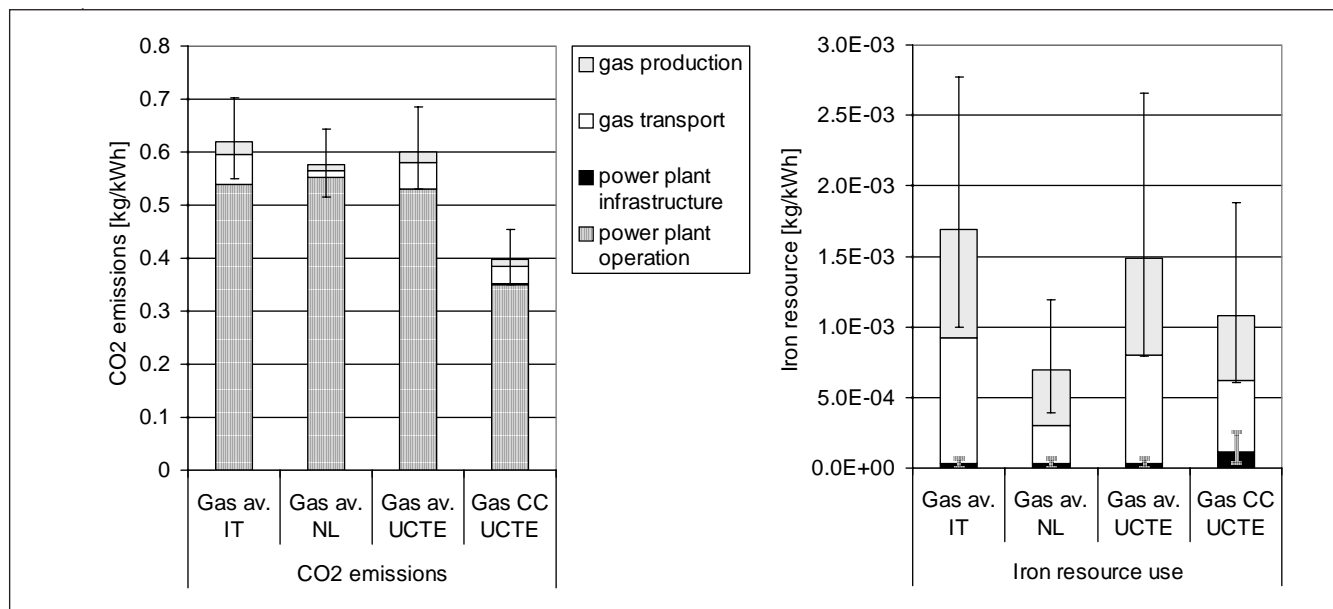 0.8
0.7
0.6
0.5
0.4
0.3
0.2
0.1
0
CO2 emissions [kg/kWh]
Gas av. IT
Gas av. NL
Gas av. UCTE
Gas CC UCTE
CO2 emissions
gas production
gas transport
power plant
infrastructure
power plant
operation
3.0E-03
2.5E-03
2.0E-03
1.5E-03
1.0E-03
5.0E-04
0.0E+00
Iron resource [kg/kWh]
Gas av. IT
Gas av. NL
Gas av. UCTE
Gas CC UCTE
Iron resource use